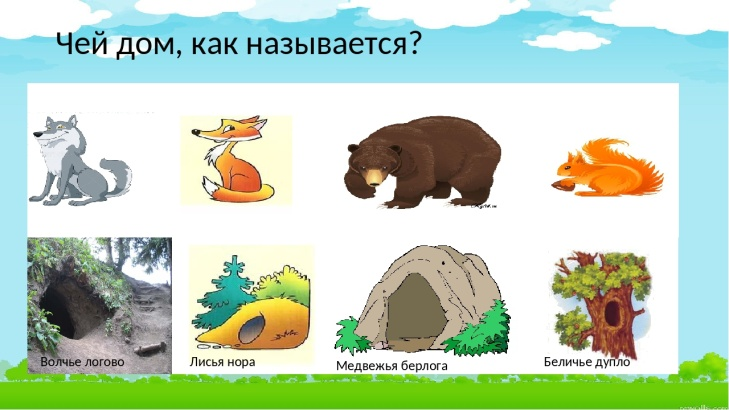 Чей дом, как называется?
Волчье логово
Лисья нора
Медвежья берлога
Беличье дупло